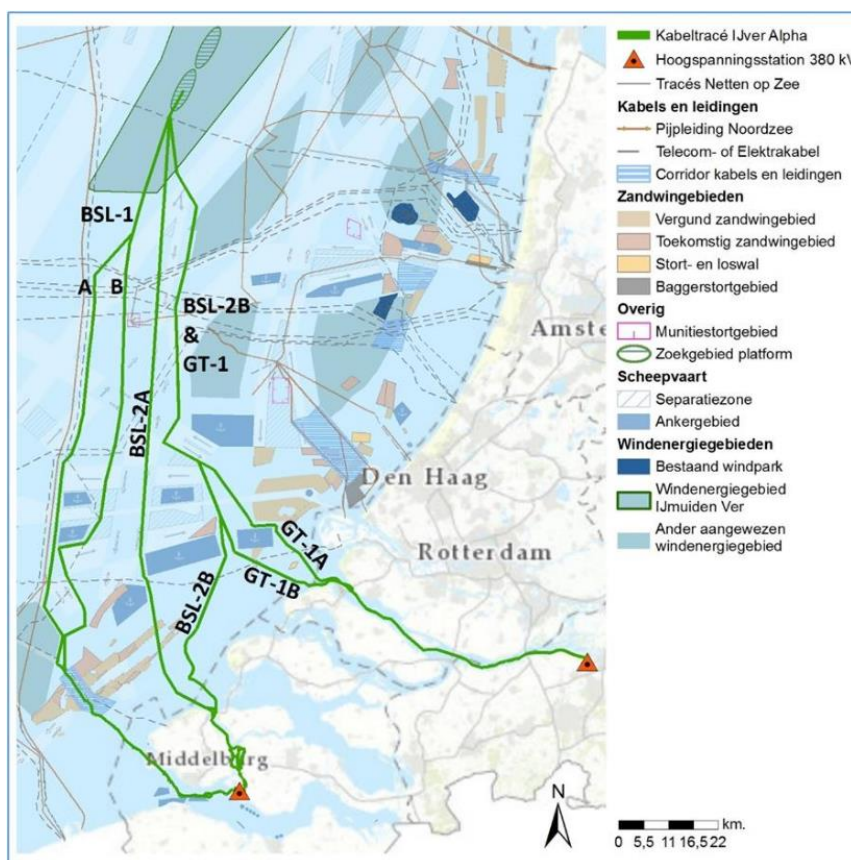 BSL-1
A
B
BSL-2B
&
GT-1
BSL-2A
Amste
Den Haag
Rotterdam
GT-1A
GT-1B
BSL-2B
Middelburg
Kabeltracé IJver Alpha
Hoogspanningsstation 380 kV
Tracés Netten op Zee
Kabels en leidingen
Pijpleiding Noordzee
Telecom- of Elektrakabel
Corridor kabels en leidingen
Zandwingebieden
Vergund zandwingebied
Toekomstig zandwingebied
Stort- en loswal
Baggerstortgebied
Overig
Munitiestortgebied
Zoekgebied platform
Scheepvaart
Separatiezone
Ankergebied
Windenergiegebieden
Bestaand windpark
Windenergiegebied
IJmuiden Ver
Ander aangewezen
windenergiegebied
N
km.
0 5,5 11 16,5 22